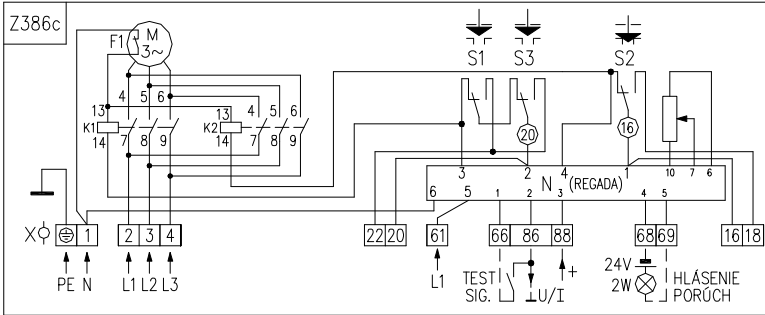 Z386c
F1
M
3~
S1
S3
S2
4
5
6
4
5
6
13
13
K1
K2
14
14
7
8
9
7
8
9
20
16
3
2
4
1
10
7
6
N (REGADA)
6
5
1
2
3
4
5
X
1
2
3
4
22
20
61
66
86
88
68
69
16
18
PE
N
L1
L2
L3
L1
TEST
SIG.
U/I
+
24V
2W
HLÁSENIE
PORÚCH